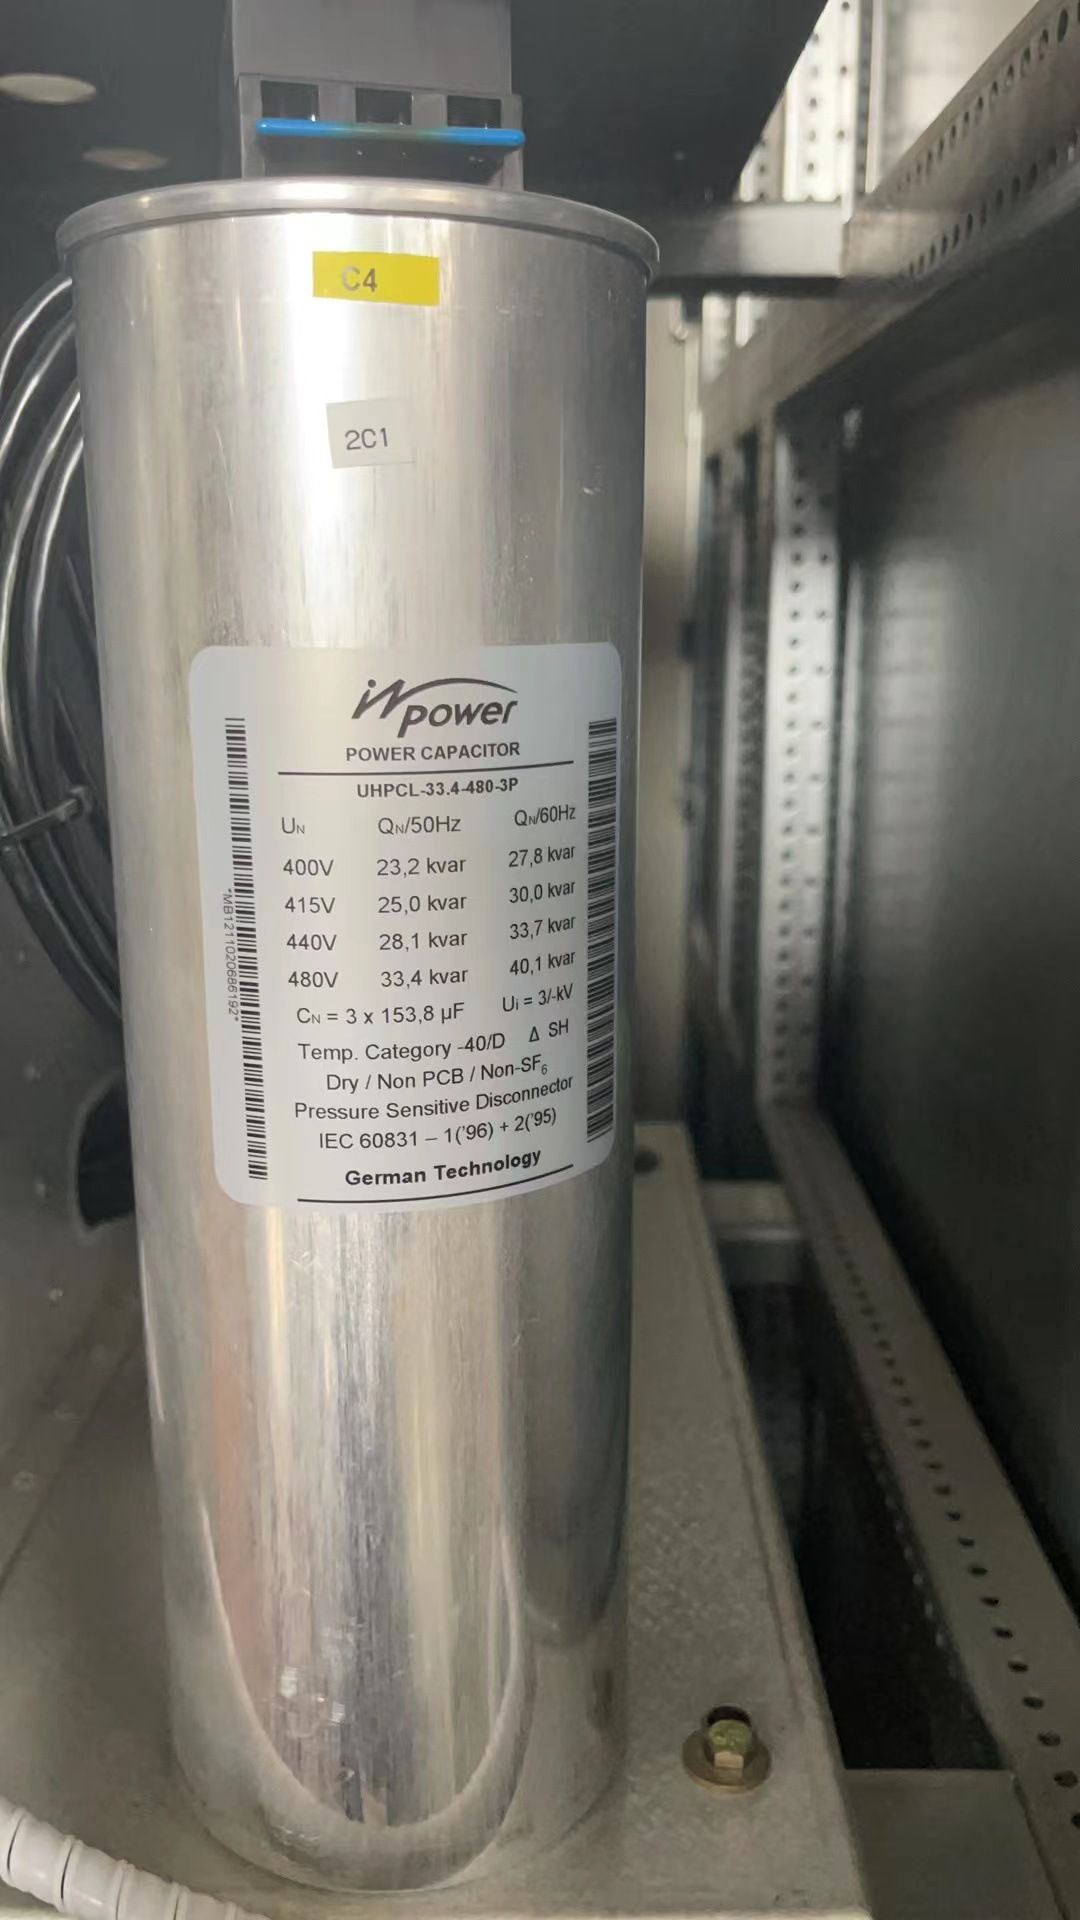 C4
2C1
inpower
POWER CAPACITOR
UHPCL-33.4-480-3P
UN QN/50Hz QN/60Hz
400V 23,2 kvar 27,8 kvar
415V 25,0 kvar 30,0 kvar
440V 28,1 kvar 33,7 kvar
480V 33,4 kvar 40,1 kvar
CN = 3 x 153,8 µF Ui = 3/-kV
Temp. Category -40/D Δ SH
Dry / Non PCB / Non-SF₆
Pressure Sensitive Disconnector
IEC 60831 – 1('96) + 2('95)
German Technology
*MB1211020686192*